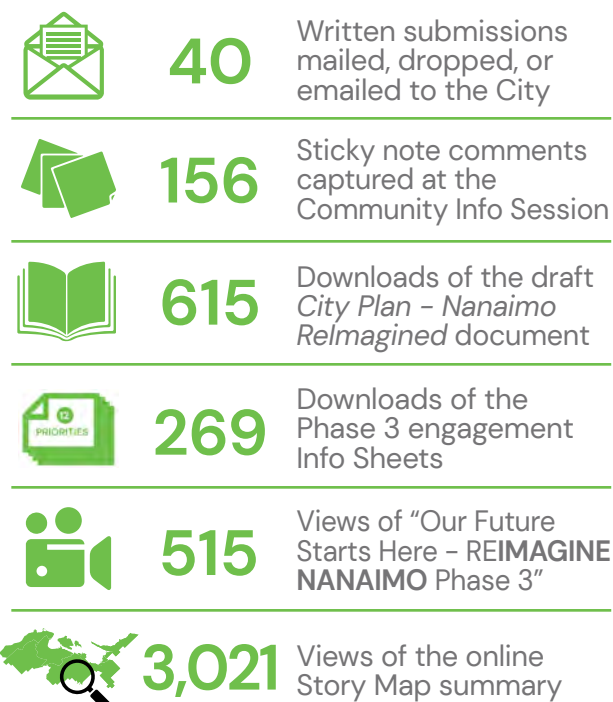 40
Written submissions
mailed, dropped, or
emailed to the City
156
Sticky note comments
captured at the
Community Info Session
615
Downloads of the draft
City Plan – Nanaimo
ReImagined document
12
PRIORITIES
269
Downloads of the
Phase 3 engagement
Info Sheets
515
Views of “Our Future
Starts Here – REIMAGINE
NANAIMO Phase 3”
3,021
Views of the online
Story Map summary